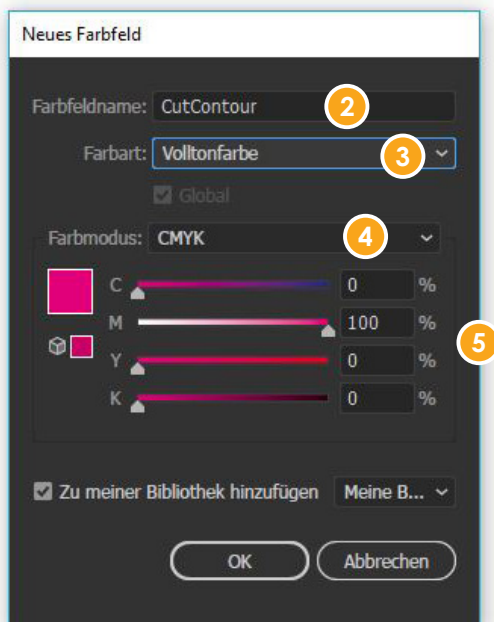 Neues Farbfeld
Farbfeldname: CutContour 2
Farbart: Volltonfarbe 3
Global
Farbmodus: CMYK 4
C 0 %
M 100 %
5
Y 0 %
K 0 %
Zu meiner Bibliothek hinzufügen Meine B...
OK Abbrechen